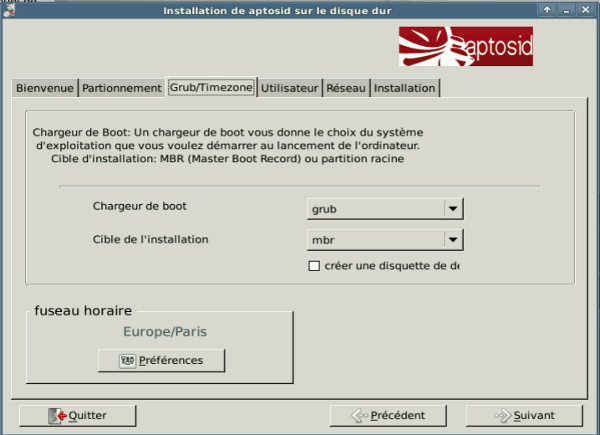 Installation de aptosid sur le disque dur
aptosid
Bienvenue Partionnement Grub/Timezone Utilisateur Réseau Installation
Chargeur de Boot: Un chargeur de boot vous donne le choix du système
d'exploitation que vous voulez démarrer au lancement de l'ordinateur.
Cible d'installation: MBR (Master Boot Record) ou partition racine
Chargeur de boot grub
Cible de l'installation mbr
créer une disquette de dé
fuseau horaire
Europe/Paris
Préférences
Quitter Précédent Suivant